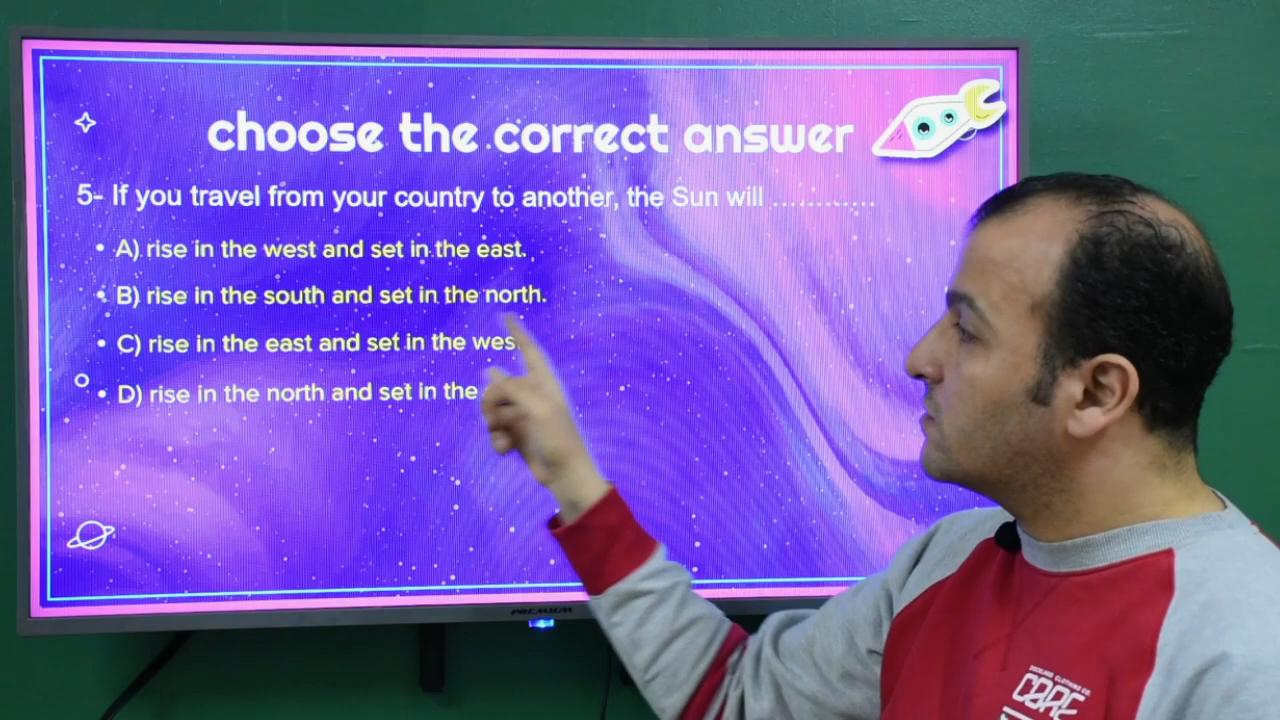 choose the correct answer
5- If you travel from your country to another, the Sun will ............
• A) rise in the west and set in the east.
• B) rise in the south and set in the north.
• C) rise in the east and set in the wes
• D) rise in the north and set in the
PREMIUM
CORE